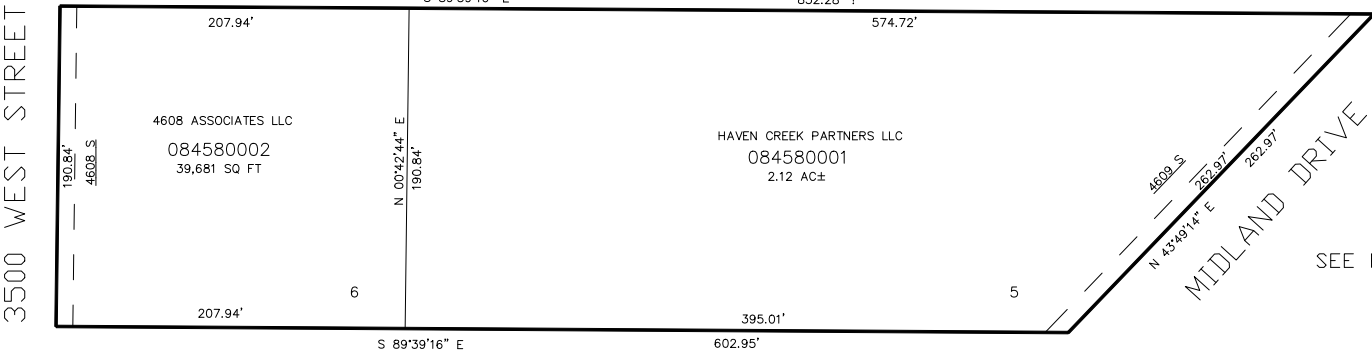 207.94'
574.72'
3500 WEST STREET
190.84'
4608 S
4608 ASSOCIATES LLC
084580002
39,681 SQ FT
N 00°42'44" E
190.84'
HAVEN CREEK PARTNERS LLC
084580001
2.12 AC±
4609 S
262.97'
262.97'
N 43°49'14" E
MIDLAND DRIVE
SEE
6
5
207.94'
395.01'
S 89°39'16" E
602.95'